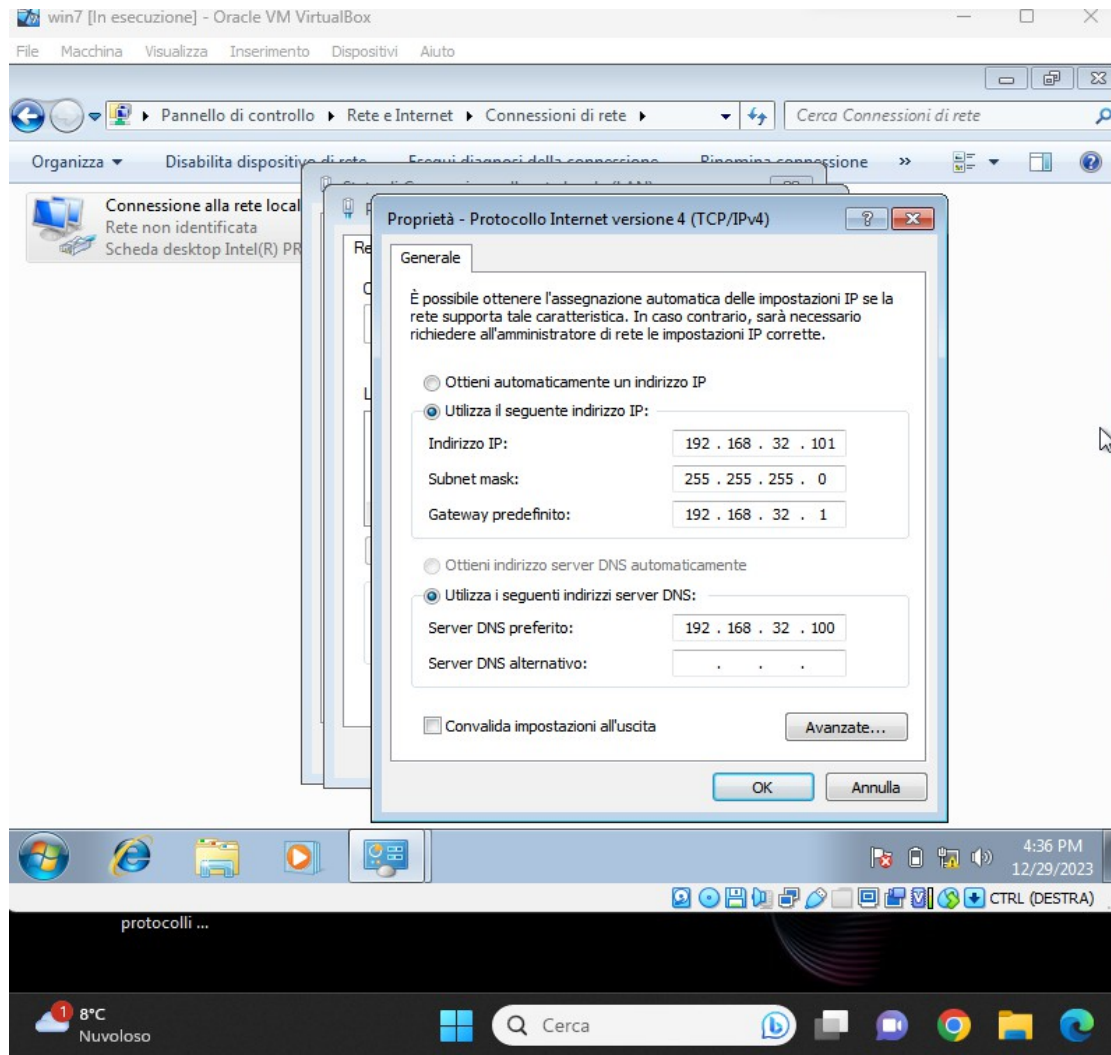 win7 [In esecuzione] - Oracle VM VirtualBox
File Macchina Visualizza Inserimento Dispositivi Aiuto
Pannello di controllo Rete e Internet Connessioni di rete
Cerca Connessioni di rete
Organizza Disabilita dispositivo di rete Esegui diagnosi della connessione Rinomina connessione »
Connessione alla rete local
Rete non identificata
Scheda desktop Intel(R) PR
Proprietà - Protocollo Internet versione 4 (TCP/IPv4)
Re
Generale
È possibile ottenere l'assegnazione automatica delle impostazioni IP se la
rete supporta tale caratteristica. In caso contrario, sarà necessario
richiedere all'amministratore di rete le impostazioni IP corrette.
Ottieni automaticamente un indirizzo IP
Utilizza il seguente indirizzo IP:
Indirizzo IP: 192 . 168 . 32 . 101
Subnet mask: 255 . 255 . 255 . 0
Gateway predefinito: 192 . 168 . 32 . 1
Ottieni indirizzo server DNS automaticamente
Utilizza i seguenti indirizzi server DNS:
Server DNS preferito: 192 . 168 . 32 . 100
Server DNS alternativo: . . .
Convalida impostazioni all'uscita
Avanzate...
OK Annulla
4:36 PM
12/29/2023
CTRL (DESTRA)
protocolli ...
1
8°C
Nuvoloso
Cerca